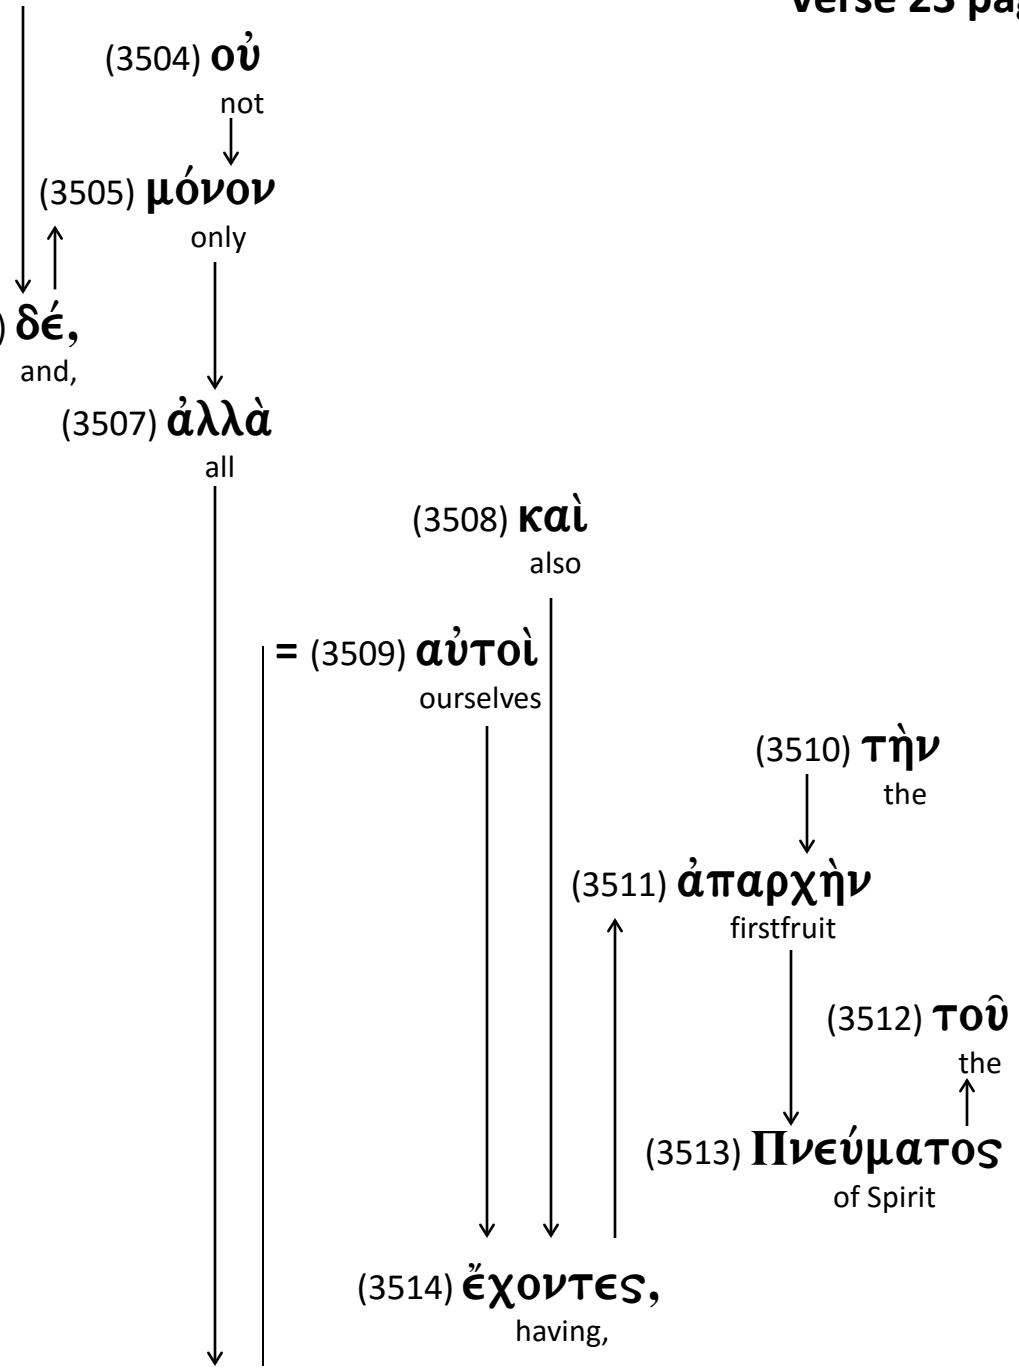 verse 23
(3504) οὐ
not
(3505) μόνον
only
) δέ,
and,
(3507) ἀλλὰ
all
(3508) καὶ
also
= (3509) αὐτοὶ
ourselves
(3510) τὴν
the
(3511) ἀπαρχὴν
firstfruit
(3512) τοῦ
the
(3513) Πνεύματος
of Spirit
(3514) ἔχοντες,
having,